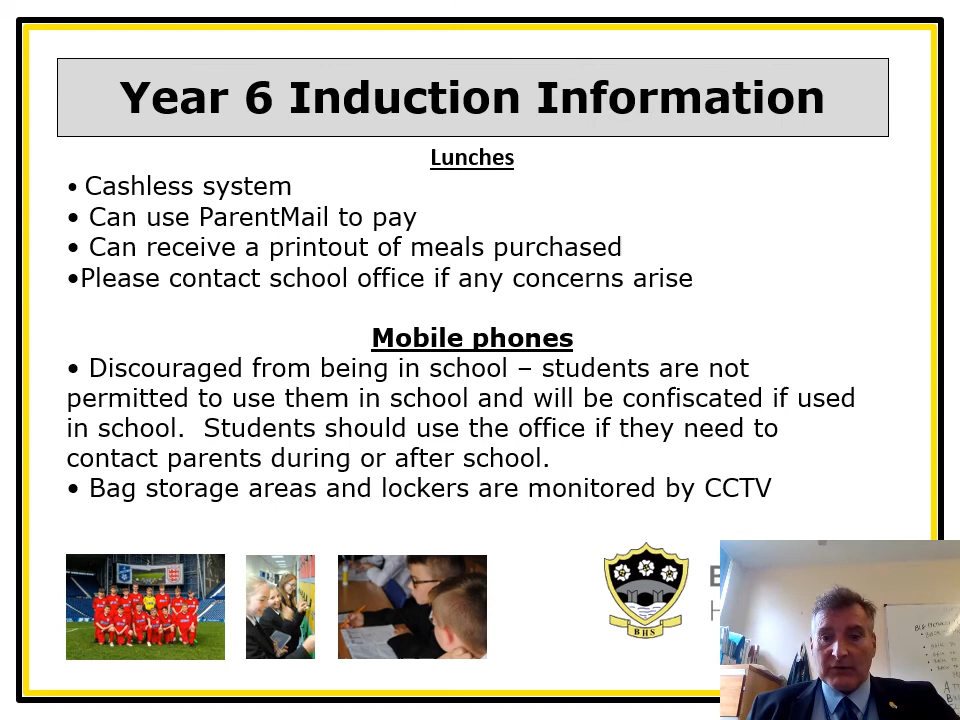 Year 6 Induction Information
Lunches
• Cashless system
• Can use ParentMail to pay
• Can receive a printout of meals purchased
•Please contact school office if any concerns arise
Mobile phones
• Discouraged from being in school – students are not
permitted to use them in school and will be confiscated if used
in school.  Students should use the office if they need to
contact parents during or after school.
• Bag storage areas and lockers are monitored by CCTV
BHS